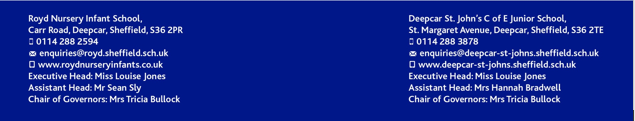 Royd Nursery Infant School,
Carr Road, Deepcar, Sheffield, S36 2PR
0114 288 2594
enquiries@royd.sheffield.sch.uk
www.roydnurseryinfants.co.uk
Executive Head: Miss Louise Jones
Assistant Head: Mr Sean Sly
Chair of Governors: Mrs Tricia Bullock
Deepcar St. John's C of E Junior School,
St. Margaret Avenue, Deepcar, Sheffield, S36 2TE
0114 288 3878
enquiries@deepcar-st-johns.sheffield.sch.uk
www.deepcar-st-johns.sheffield.sch.uk
Executive Head: Miss Louise Jones
Assistant Head: Mrs Hannah Bradwell
Chair of Governors: Mrs Tricia Bullock